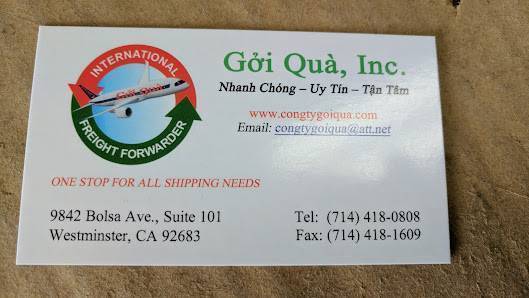 INTERNATIONAL
Gởi Quà
FREIGHT FORWARDER
Gởi Quà, Inc.
Nhanh Chóng – Uy Tín – Tận Tâm
www.congtygoiqua.com
Email: congtygoiqua@att.net
ONE STOP FOR ALL SHIPPING NEEDS
9842 Bolsa Ave., Suite 101
Westminster, CA 92683
Tel: (714) 418-0808
Fax: (714) 418-1609